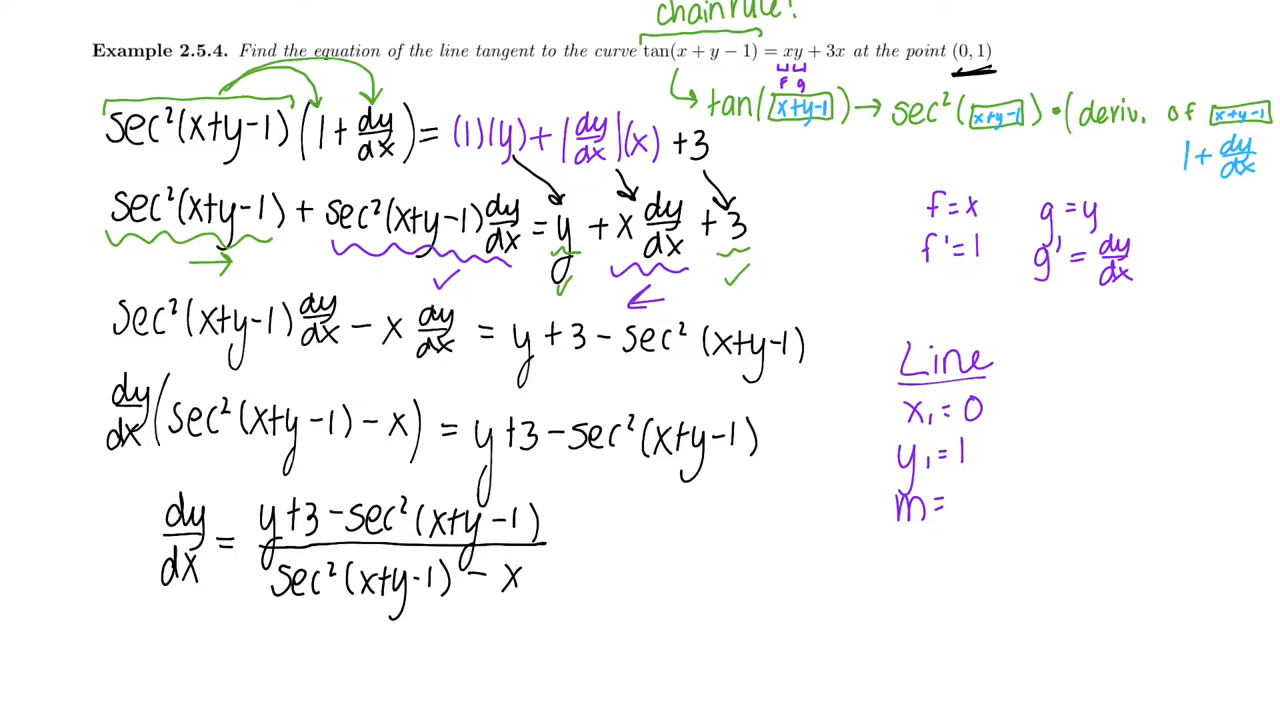 chain rule!
Example 2.5.4. Find the equation of the line tangent to the curve tan(x + y − 1) = xy + 3x at the point (0, 1)
f g
tan(x+y-1) → sec²(x+y-1) • (deriv. of x+y-1
1 + dy/dx
sec²(x+y-1)(1 + dy/dx) = (1)(y) + (dy/dx)(x) + 3
sec²(x+y-1) + sec²(x+y-1) dy/dx = y + x dy/dx + 3
f = x g = y
f' = 1 g' = dy/dx
sec²(x+y-1) dy/dx − x dy/dx = y + 3 − sec²(x+y-1)
dy/dx (sec²(x+y-1) − x) = y + 3 − sec²(x+y-1)
dy/dx = y + 3 − sec²(x+y-1) / sec²(x+y-1) − x
Line
x₁ = 0
y₁ = 1
m =